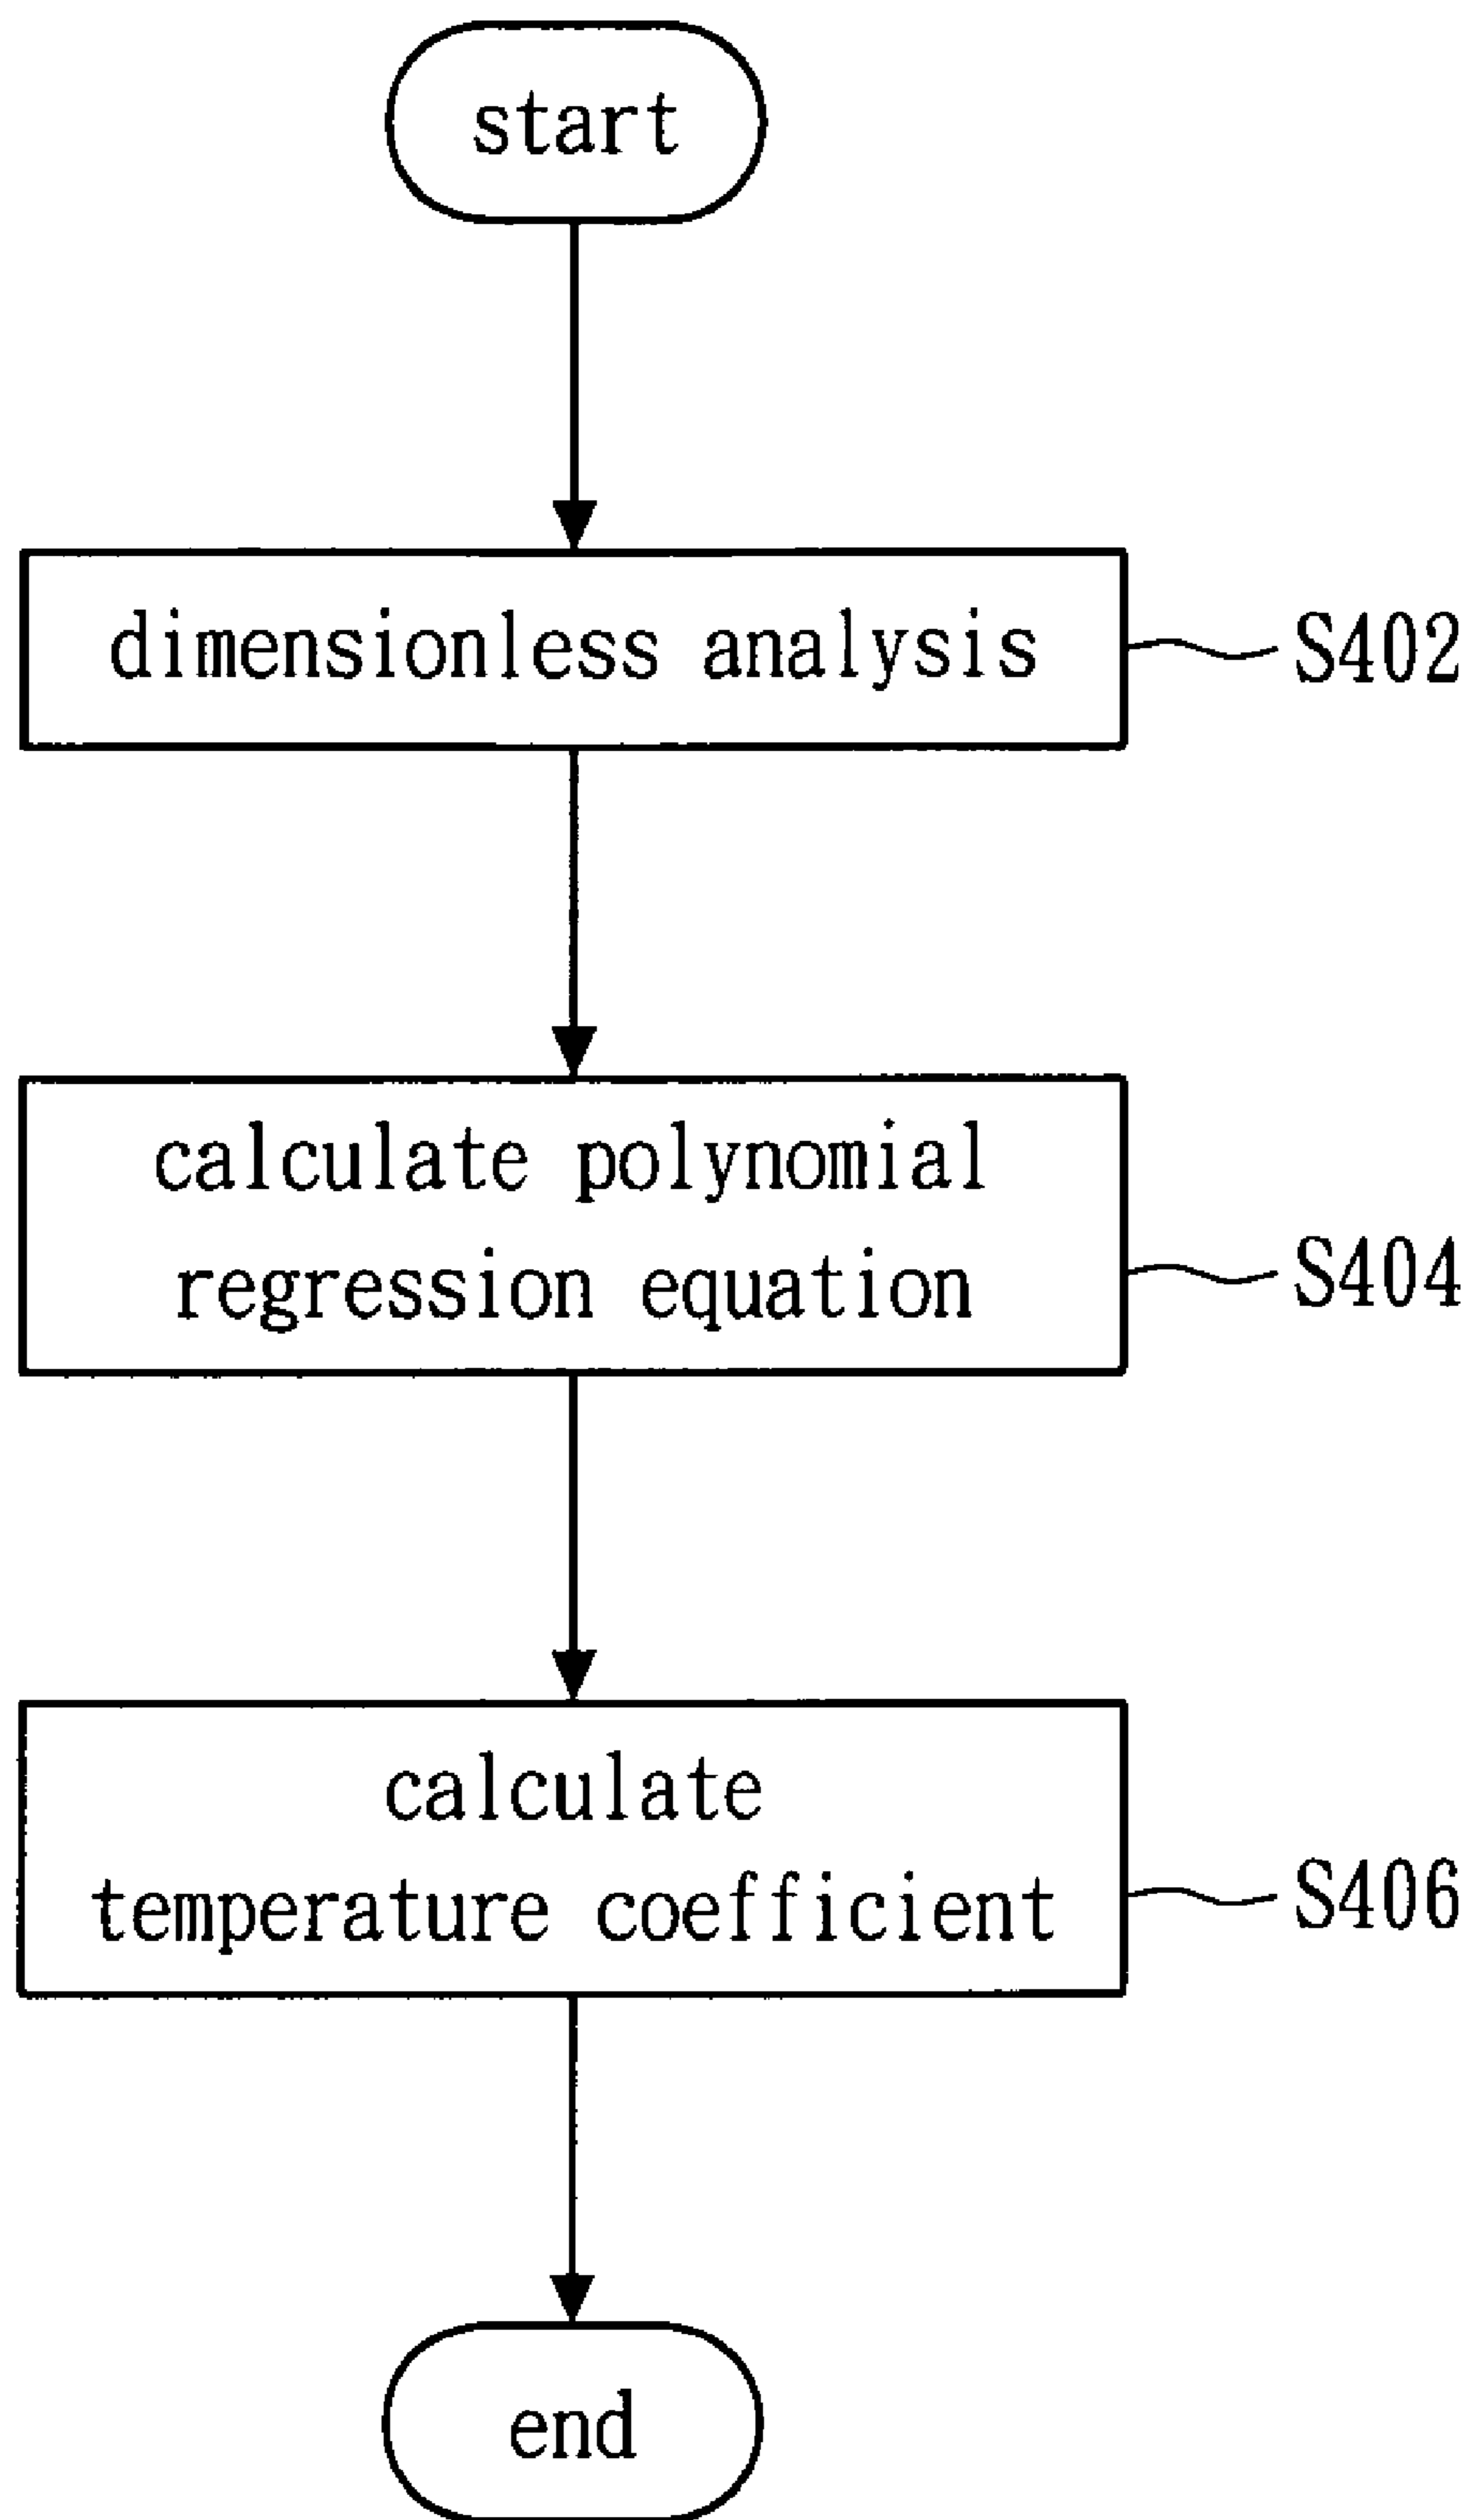 start
dimensionless analysis
S402
calculate polynomial
regression equation
S404
calculate
temperature coefficient
S406
end